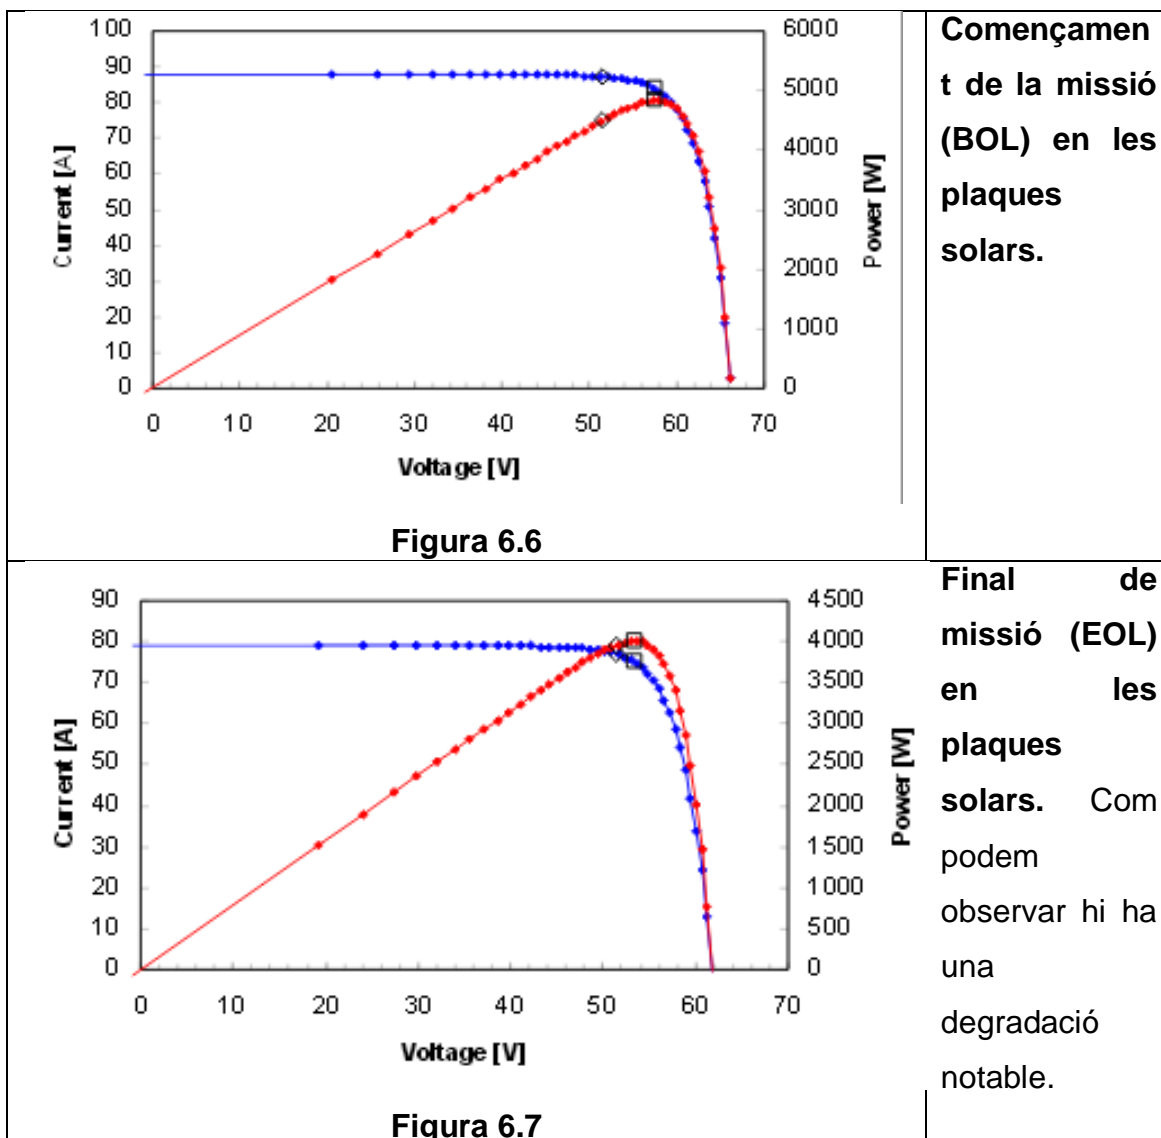 100
90
80
70
60
50
40
30
20
10
0
Current [A]
6000
5000
4000
3000
2000
1000
0
Power [W]
0 10 20 30 40 50 60 70
Voltage [V]
Figura 6.6
Començamen
t de la missió
(BOL) en les
plaques
solars.
90
80
70
60
50
40
30
20
10
0
Current [A]
4500
4000
3500
3000
2500
2000
1500
1000
500
0
Power [W]
0 10 20 30 40 50 60 70
Voltage [V]
Figura 6.7
Final de
missió (EOL)
en les
plaques
solars. Com
podem
observar hi ha
una
degradació
notable.